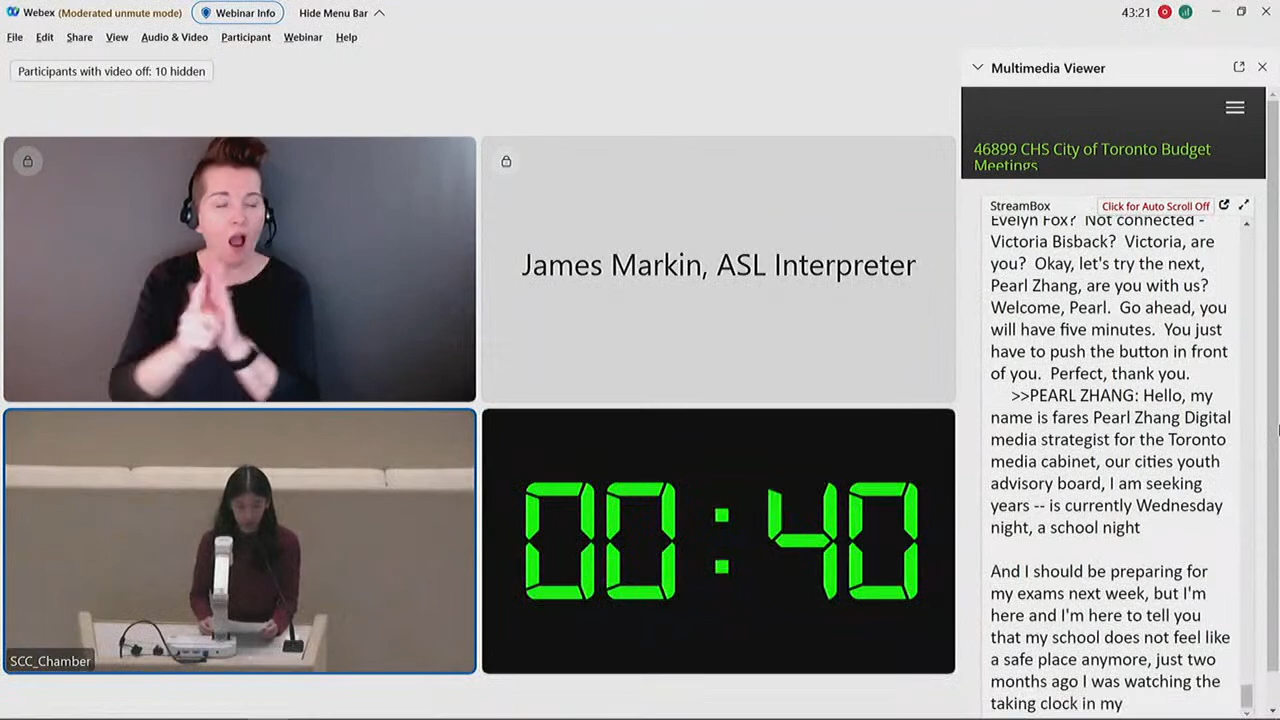 Webex (Moderated unmute mode) Webinar Info Hide Menu Bar 43:21
File Edit Share View Audio & Video Participant Webinar Help
Participants with video off: 10 hidden
James Markin, ASL Interpreter
SCC_Chamber
00:40
Multimedia Viewer
46899 CHS City of Toronto Budget
Meetings
StreamBox Click for Auto Scroll Off
Evelyn Fox? Not connected -
Victoria Bisback? Victoria, are
you? Okay, let's try the next,
Pearl Zhang, are you with us?
Welcome, Pearl. Go ahead, you
will have five minutes. You just
have to push the button in front
of you. Perfect, thank you.
>>PEARL ZHANG: Hello, my
name is fares Pearl Zhang Digital
media strategist for the Toronto
media cabinet, our cities youth
advisory board, I am seeking
years -- is currently Wednesday
night, a school night
And I should be preparing for
my exams next week, but I'm
here and I'm here to tell you
that my school does not feel like
a safe place anymore, just two
months ago I was watching the
taking clock in my